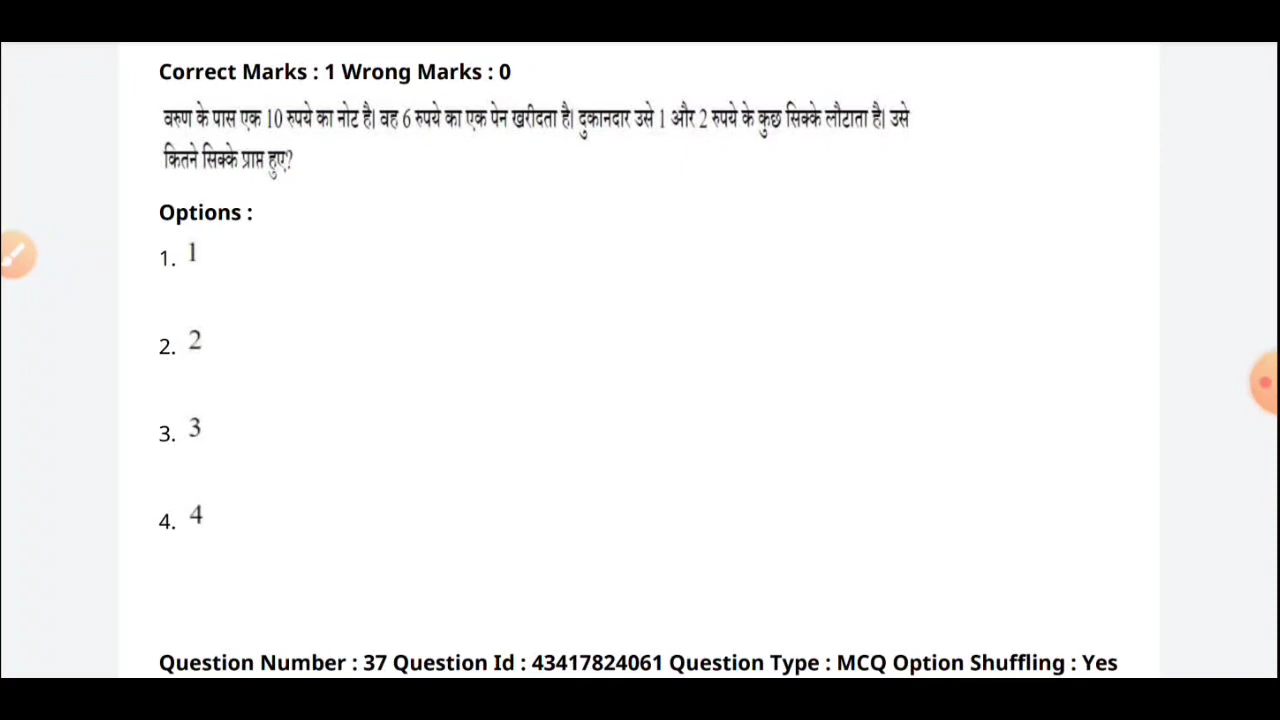 Correct Marks : 1 Wrong Marks : 0
वरुण के पास एक 10 रुपये का नोट है। वह 6 रुपये का एक पेन खरीदता है। दुकानदार उसे 1 और 2 रुपये के कुछ सिक्के लौटाता है। उसे
कितने सिक्के प्राप्त हुए?
Options :
1. 1
2. 2
3. 3
4. 4
Question Number : 37 Question Id : 43417824061 Question Type : MCQ Option Shuffling : Yes